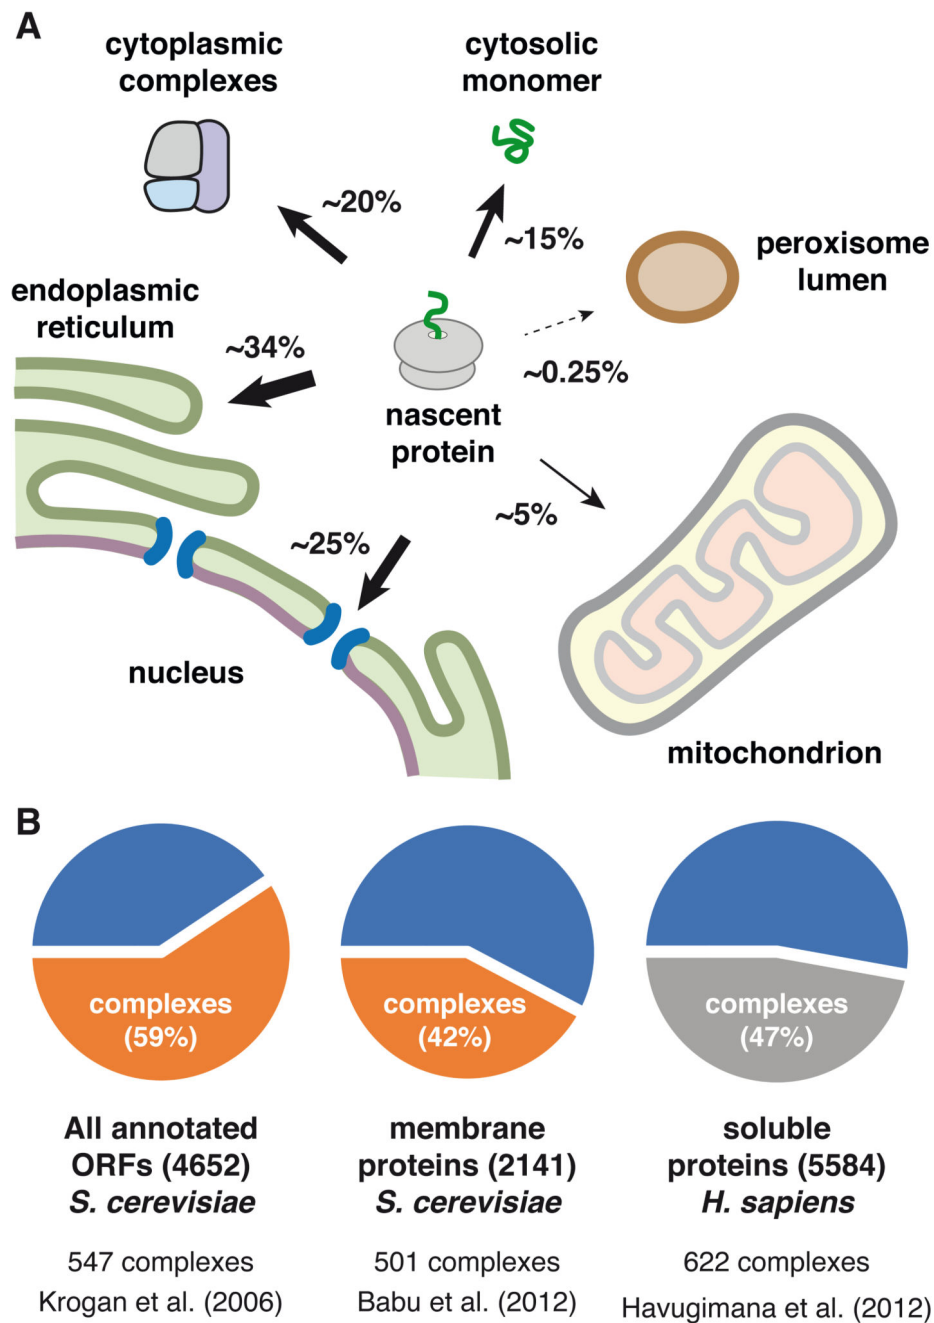 A
cytoplasmic
complexes
cytosolic
monomer
~20%
~15%
peroxisome
lumen
endoplasmic
reticulum
~34%
~0.25%
nascent
protein
~5%
~25%
nucleus
mitochondrion
B
complexes
(59%)
complexes
(42%)
complexes
(47%)
All annotated
ORFs (4652)
S. cerevisiae
membrane
proteins (2141)
S. cerevisiae
soluble
proteins (5584)
H. sapiens
547 complexes
Krogan et al. (2006)
501 complexes
Babu et al. (2012)
622 complexes
Havugimana et al. (2012)